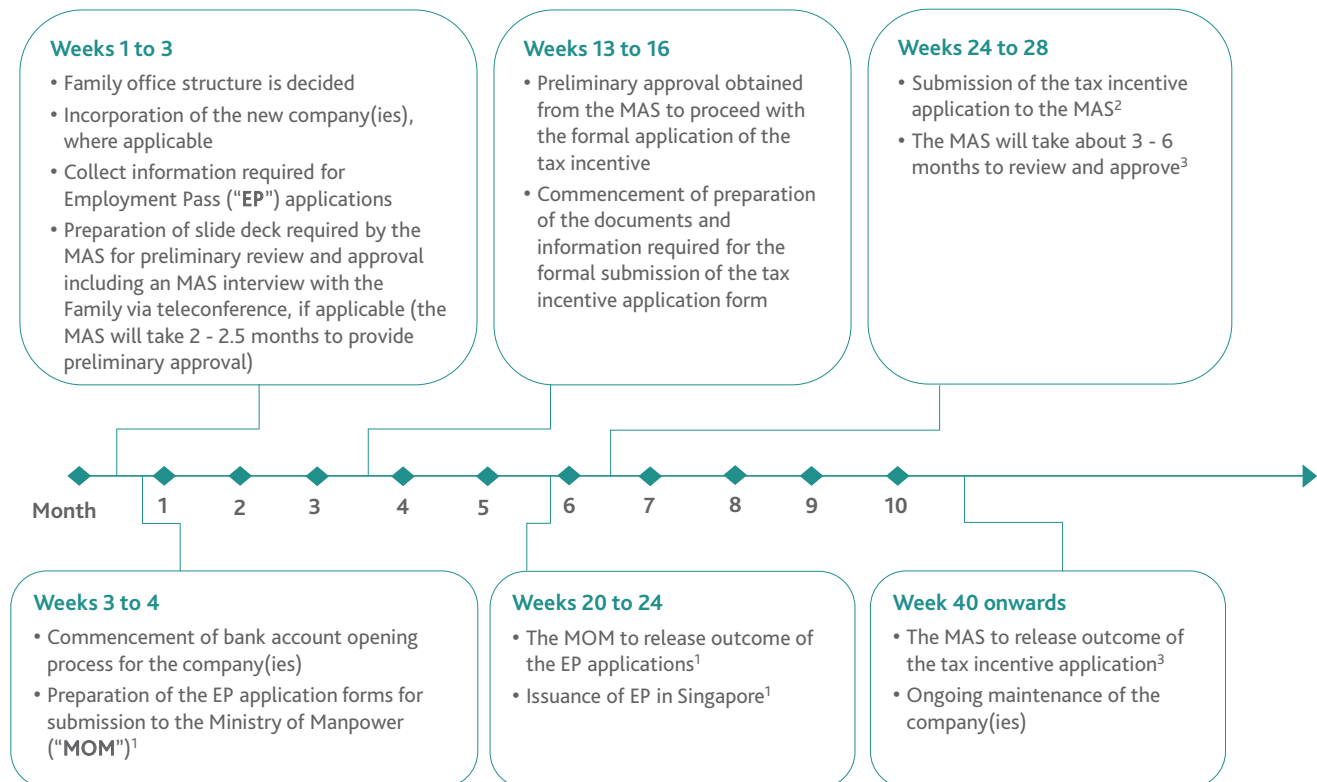 Weeks 1 to 3
• Family office structure is decided
• Incorporation of the new company(ies),
where applicable
• Collect information required for
Employment Pass (“EP”) applications
• Preparation of slide deck required by the
MAS for preliminary review and approval
including an MAS interview with the
Family via teleconference, if applicable (the
MAS will take 2 - 2.5 months to provide
preliminary approval)
Weeks 13 to 16
• Preliminary approval obtained
from the MAS to proceed with
the formal application of the
tax incentive
• Commencement of preparation
of the documents and
information required for the
formal submission of the tax
incentive application form
Weeks 24 to 28
• Submission of the tax incentive
application to the MAS²
• The MAS will take about 3 - 6
months to review and approve³
Month 1 2 3 4 5 6 7 8 9 10
Weeks 3 to 4
• Commencement of bank account opening
process for the company(ies)
• Preparation of the EP application forms for
submission to the Ministry of Manpower
(“MOM”)¹
Weeks 20 to 24
• The MOM to release outcome of
the EP applications¹
• Issuance of EP in Singapore¹
Week 40 onwards
• The MAS to release outcome of
the tax incentive application³
• Ongoing maintenance of the
company(ies)